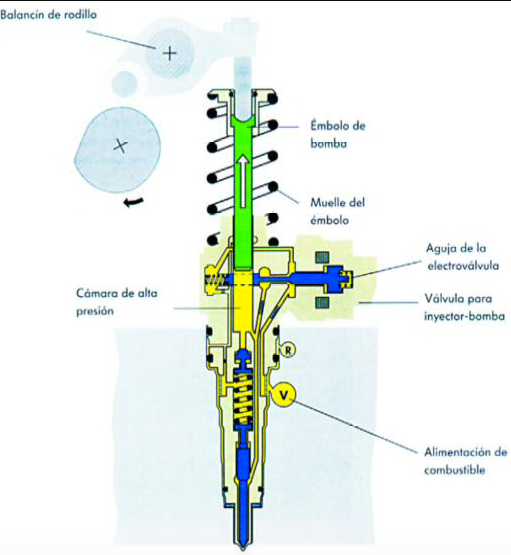 Balancín de rodillo
Émbolo de
bomba
Muelle del
émbolo
Aguja de la
electroválvula
Cámara de alta
presión
Válvula para
inyector-bomba
R
V
Alimentación de
combustible